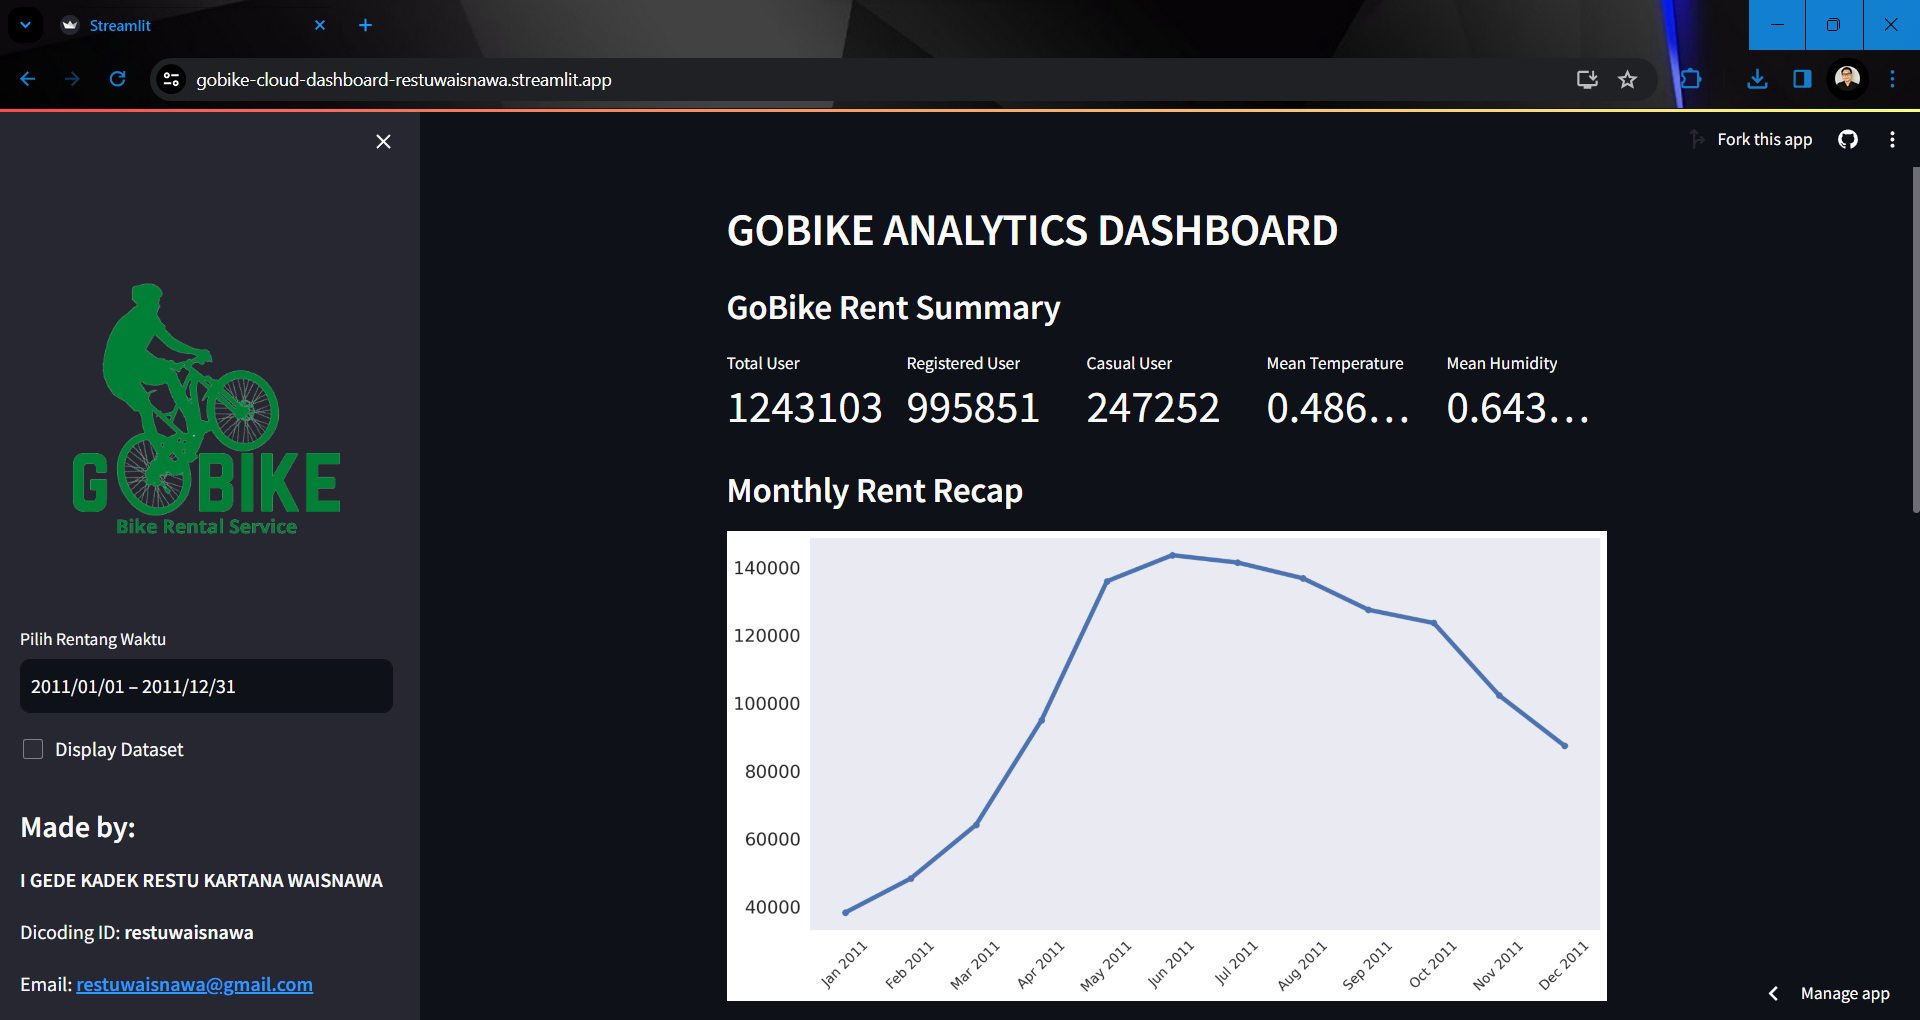 Streamlit
gobike-cloud-dashboard-restuwaisnawa.streamlit.app
Fork this app
GOBIKE
Bike Rental Service
Pilih Rentang Waktu
2011/01/01 – 2011/12/31
Display Dataset
Made by:
I GEDE KADEK RESTU KARTANA WAISNAWA
Dicoding ID: restuwaisnawa
Email: restuwaisnawa@gmail.com
GOBIKE ANALYTICS DASHBOARD
GoBike Rent Summary
Total User Registered User Casual User Mean Temperature Mean Humidity
1243103 995851 247252 0.486... 0.643...
Monthly Rent Recap
140000
120000
100000
80000
60000
40000
Jan 2011 Feb 2011 Mar 2011 Apr 2011 May 2011 Jun 2011 Jul 2011 Aug 2011 Sep 2011 Oct 2011 Nov 2011 Dec 2011
Manage app